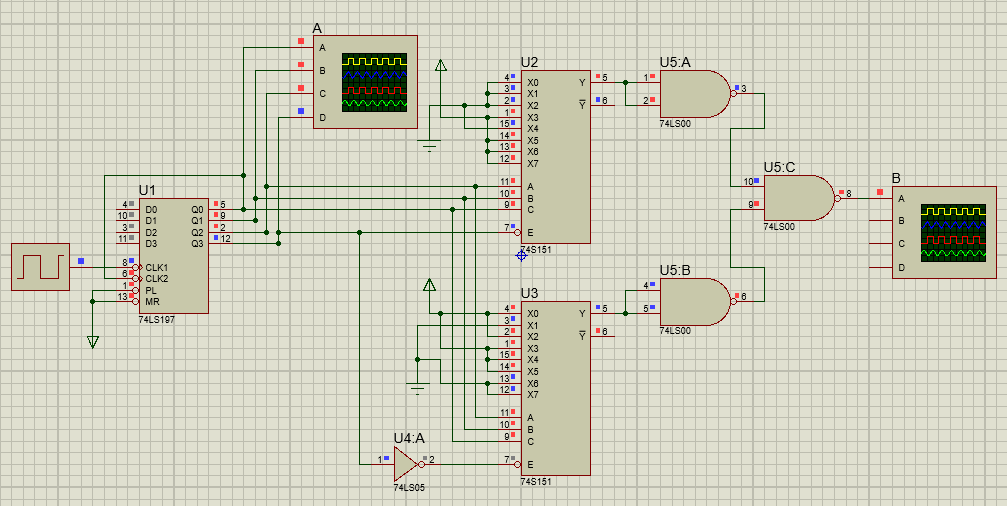 A
A
B
C
D
U1
4 D0 Q0 5
10 D1 Q1 9
3 D2 Q2 2
11 D3 Q3 12
8 CLK1
6 CLK2
1 PL
13 MR
74LS197
U2
4 X0 Y 5
3 X1
2 X2 Y 6
1 X3
15 X4
14 X5
13 X6
12 X7
11 A
10 B
9 C
7 E
74S151
U5:A
1
2
3
74LS00
U5:C
10
9
8
74LS00
B
A
B
C
D
U3
4 X0 Y 5
3 X1
2 X2 Y 6
1 X3
15 X4
14 X5
13 X6
12 X7
11 A
10 B
9 C
7 E
74S151
U5:B
4
5
6
74LS00
U4:A
1 2
74LS05